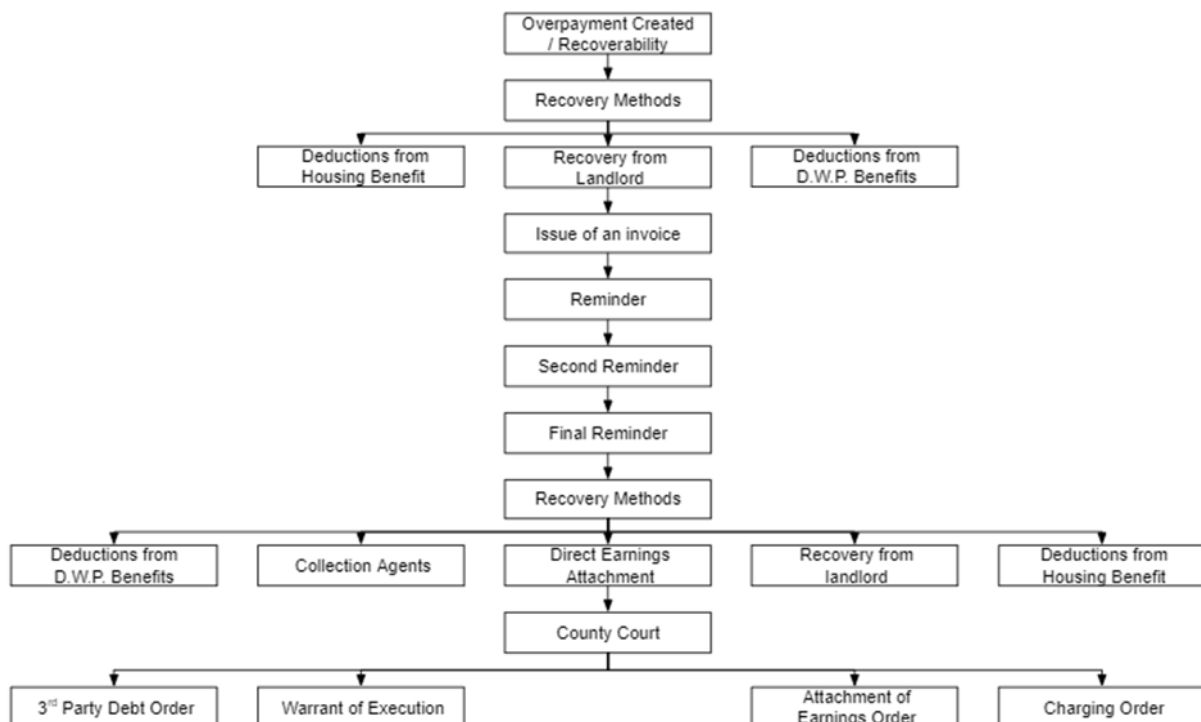 Overpayment Created
/ Recoverability
Recovery Methods
Deductions from
Housing Benefit
Recovery from
Landlord
Deductions from
D.W.P. Benefits
Issue of an invoice
Reminder
Second Reminder
Final Reminder
Recovery Methods
Deductions from
D.W.P. Benefits
Collection Agents
Direct Earnings
Attachment
Recovery from
landlord
Deductions from
Housing Benefit
County Court
3rd Party Debt Order
Warrant of Execution
Attachment of
Earnings Order
Charging Order